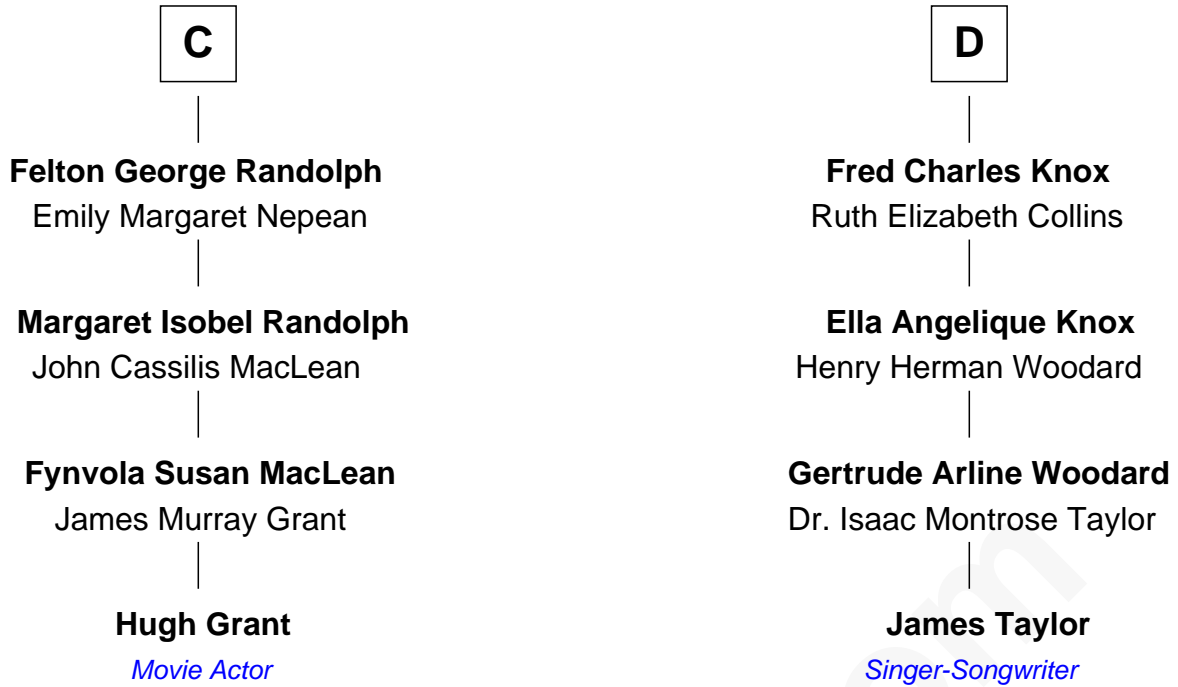 C
Felton George Randolph
Emily Margaret Nepean
Margaret Isobel Randolph
John Cassilis MacLean
Fynvola Susan MacLean
James Murray Grant
Hugh Grant
Movie Actor
D
Fred Charles Knox
Ruth Elizabeth Collins
Ella Angelique Knox
Henry Herman Woodard
Gertrude Arline Woodard
Dr. Isaac Montrose Taylor
James Taylor
Singer-Songwriter